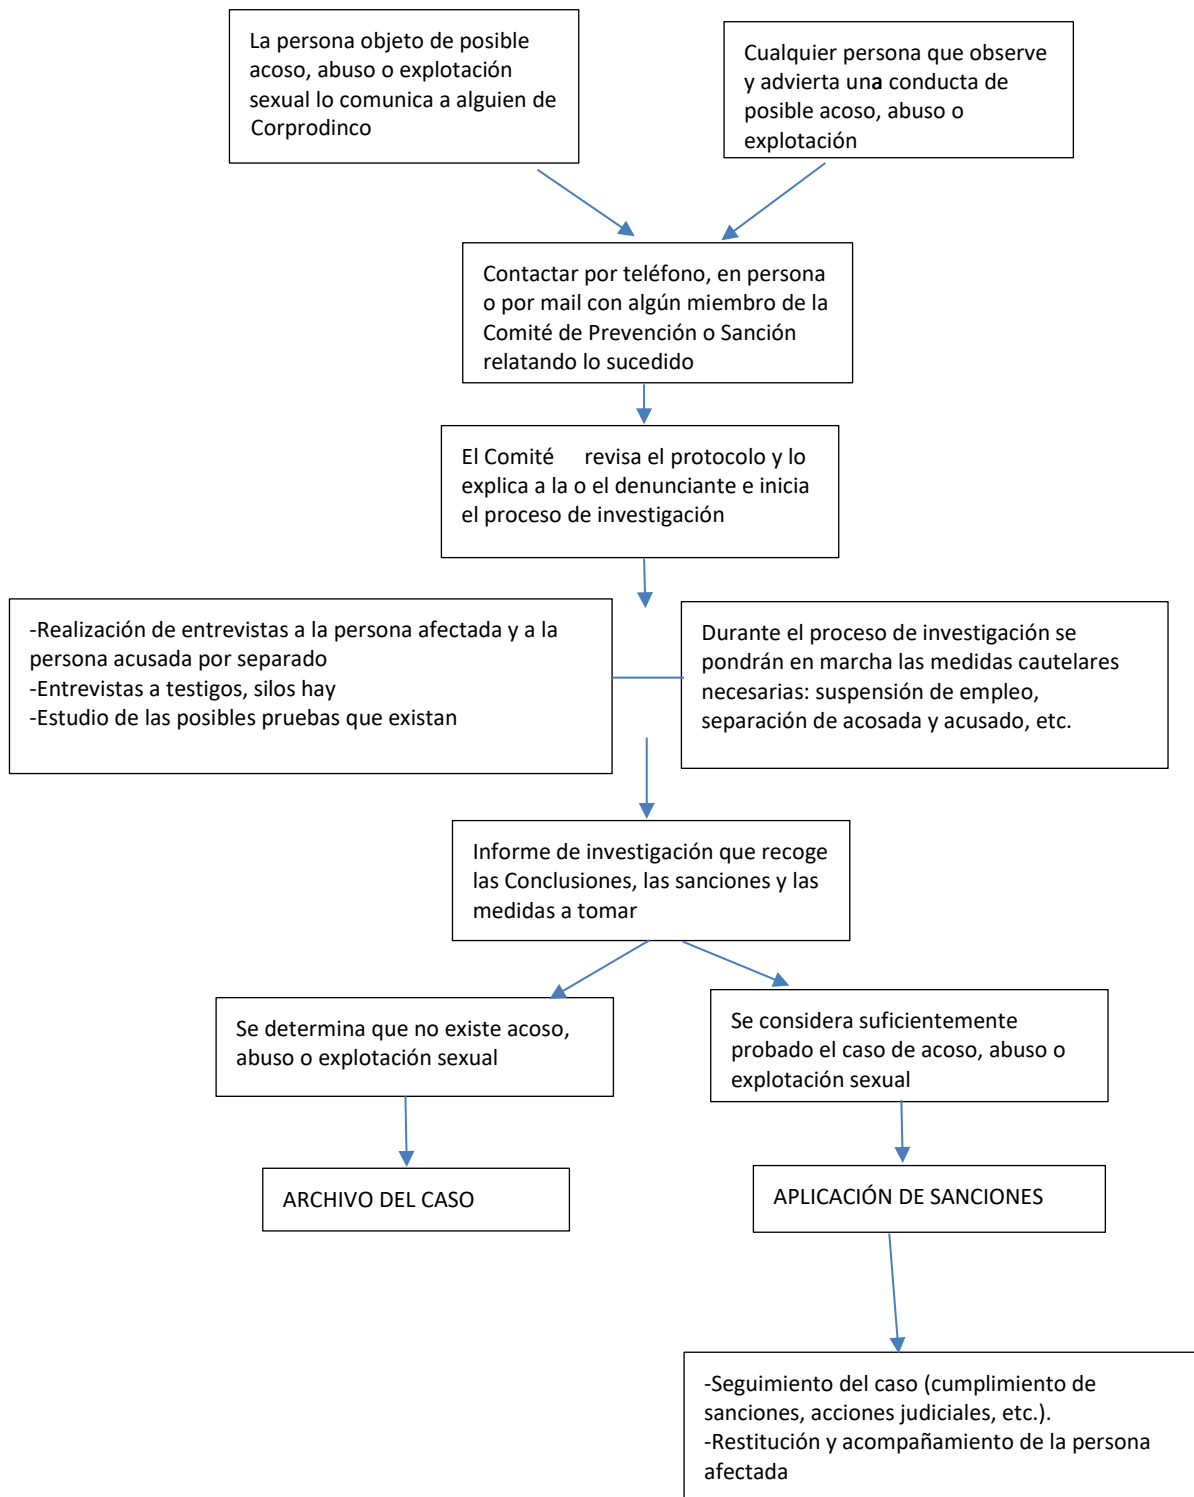 La persona objeto de posible
acoso, abuso o explotación
sexual lo comunica a alguien de
Corprodinco
Cualquier persona que observe
y advierta una conducta de
posible acoso, abuso o
explotación
Contactar por teléfono, en persona
o por mail con algún miembro de la
Comité de Prevención o Sanción
relatando lo sucedido
El Comité revisa el protocolo y lo
explica a la o el denunciante e inicia
el proceso de investigación
-Realización de entrevistas a la persona afectada y a la
persona acusada por separado
-Entrevistas a testigos, silos hay
-Estudio de las posibles pruebas que existan
Durante el proceso de investigación se
pondrán en marcha las medidas cautelares
necesarias: suspensión de empleo,
separación de acosada y acusado, etc.
Informe de investigación que recoge
las Conclusiones, las sanciones y las
medidas a tomar
Se determina que no existe acoso,
abuso o explotación sexual
Se considera suficientemente
probado el caso de acoso, abuso o
explotación sexual
ARCHIVO DEL CASO
APLICACIÓN DE SANCIONES
-Seguimiento del caso (cumplimiento de
sanciones, acciones judiciales, etc.).
-Restitución y acompañamiento de la persona
afectada